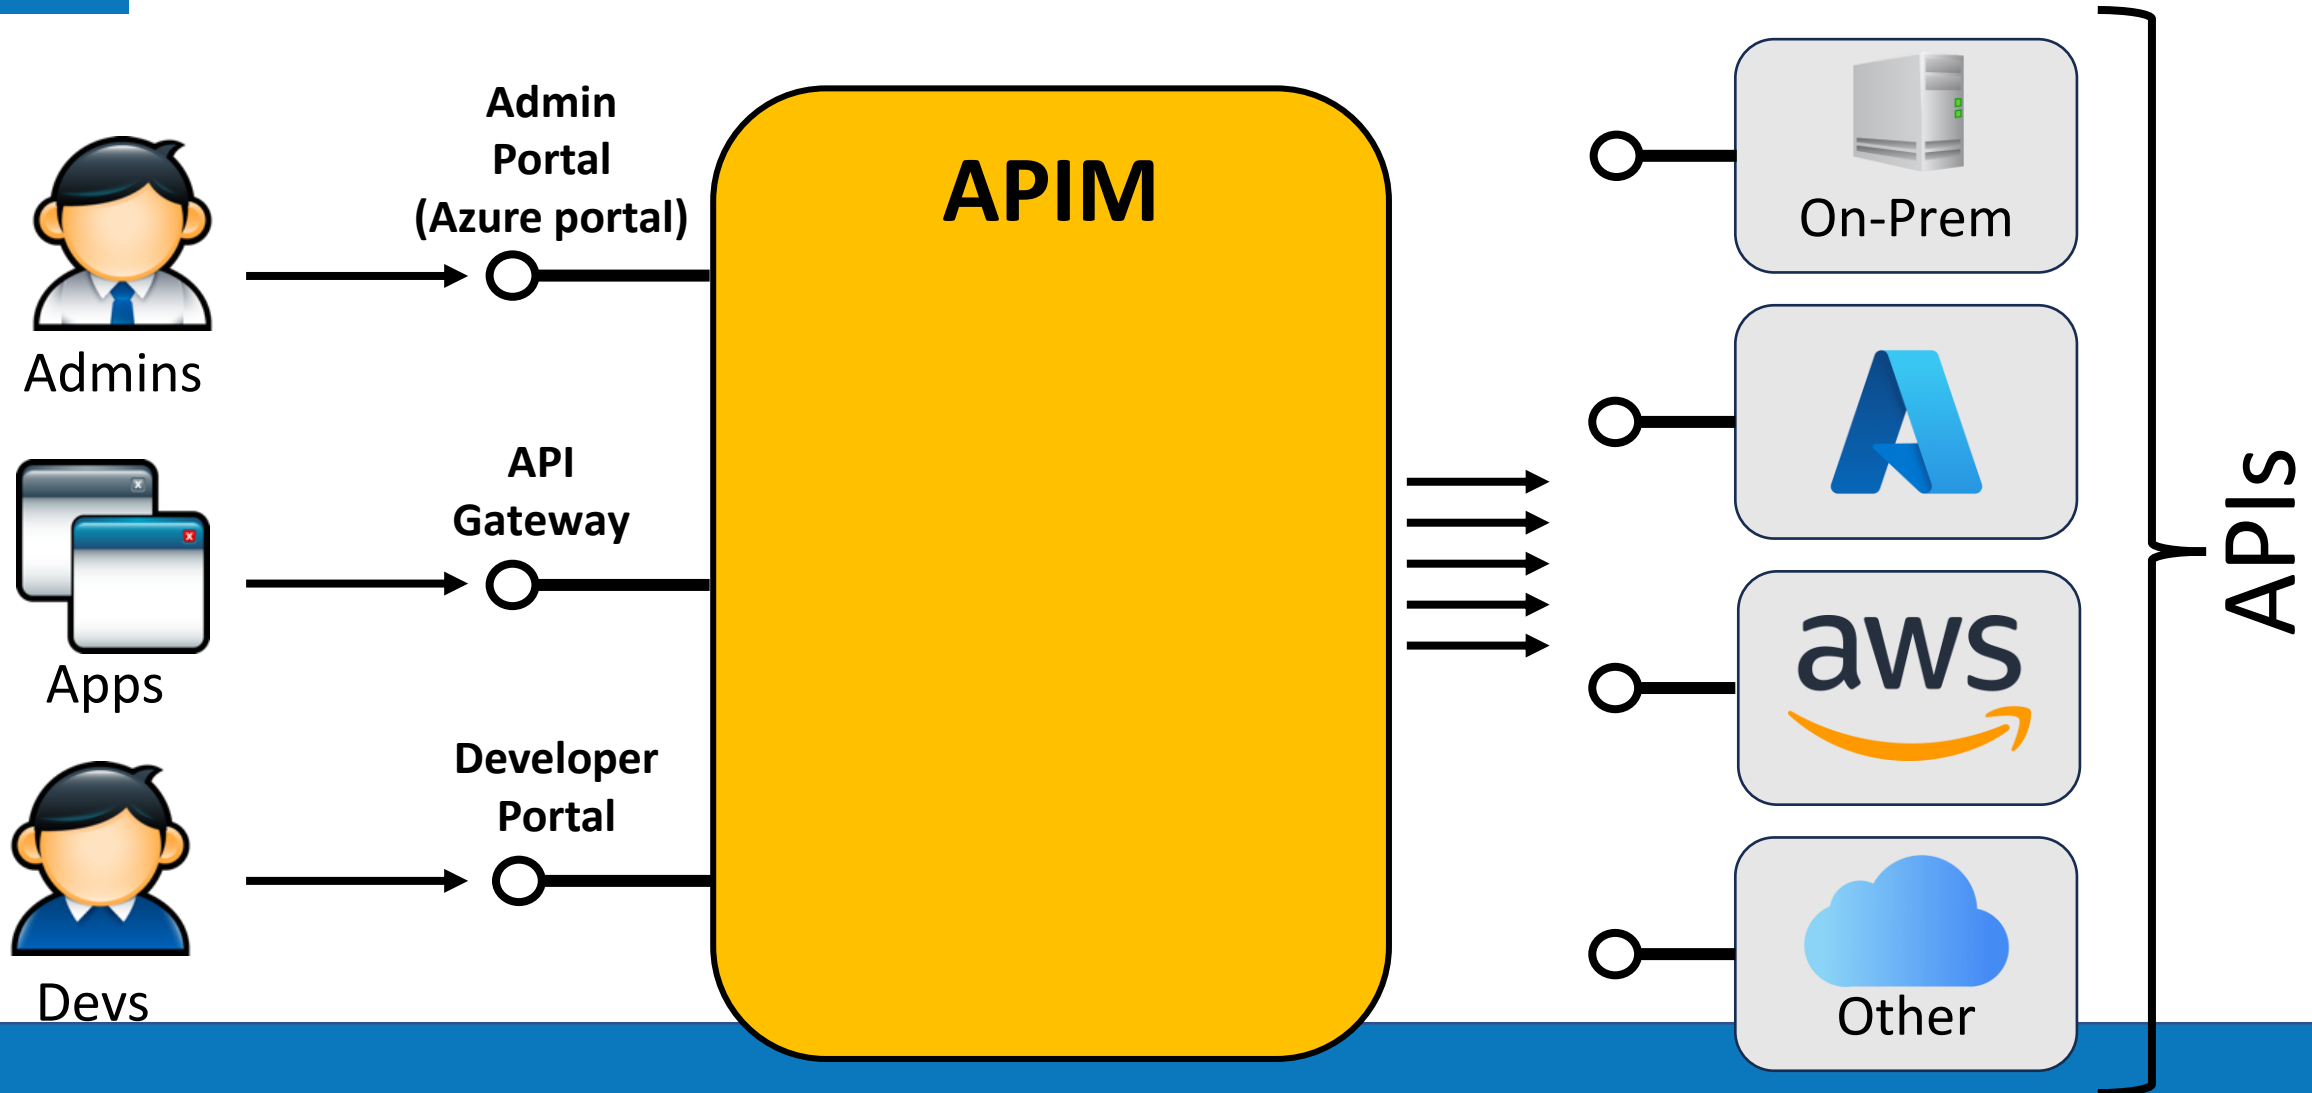 Admin
Portal
(Azure portal)
Admins
API
Gateway
Apps
Developer
Portal
Devs
APIM
On-Prem
aws
Other
APIs